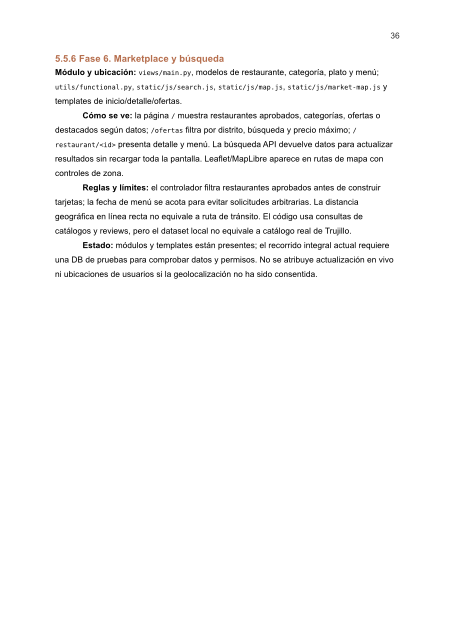 36
5.5.6 Fase 6. Marketplace y búsqueda
Módulo y ubicación: views/main.py, modelos de restaurante, categoría, plato y menú;
utils/functional.py, static/js/search.js, static/js/map.js, static/js/market-map.js y
templates de inicio/detalle/ofertas.
Cómo se ve: la página / muestra restaurantes aprobados, categorías, ofertas o
destacados según datos; /ofertas filtra por distrito, búsqueda y precio máximo; /
restaurant/<id> presenta detalle y menú. La búsqueda API devuelve datos para actualizar
resultados sin recargar toda la pantalla. Leaflet/MapLibre aparece en rutas de mapa con
controles de zona.
Reglas y límites: el controlador filtra restaurantes aprobados antes de construir
tarjetas; la fecha de menú se acota para evitar solicitudes arbitrarias. La distancia
geográfica en línea recta no equivale a ruta de tránsito. El código usa consultas de
catálogos y reviews, pero el dataset local no equivale a catálogo real de Trujillo.
Estado: módulos y templates están presentes; el recorrido integral actual requiere
una DB de pruebas para comprobar datos y permisos. No se atribuye actualización en vivo
ni ubicaciones de usuarios si la geolocalización no ha sido consentida.